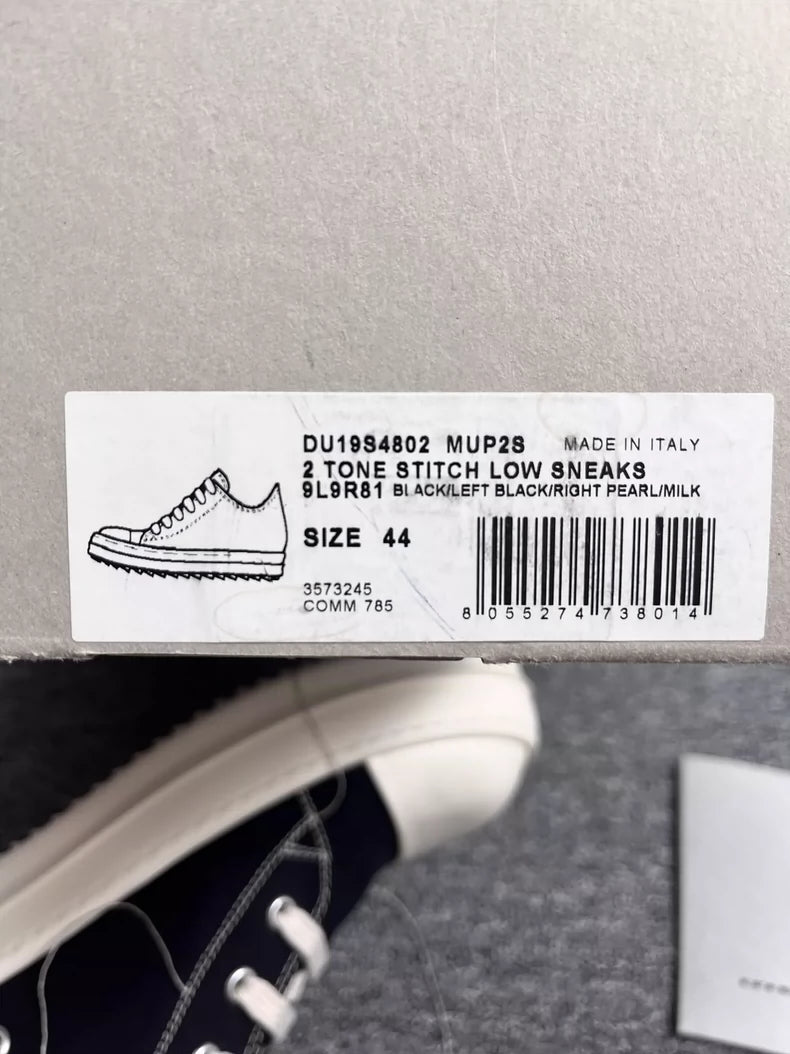 DU19S4802 MUP2S MADE IN ITALY
2 TONE STITCH LOW SNEAKS
9L9R81 BLACK/LEFT BLACK/RIGHT PEARL/MILK
SIZE 44
3573245
COMM 785
8 055274 738014